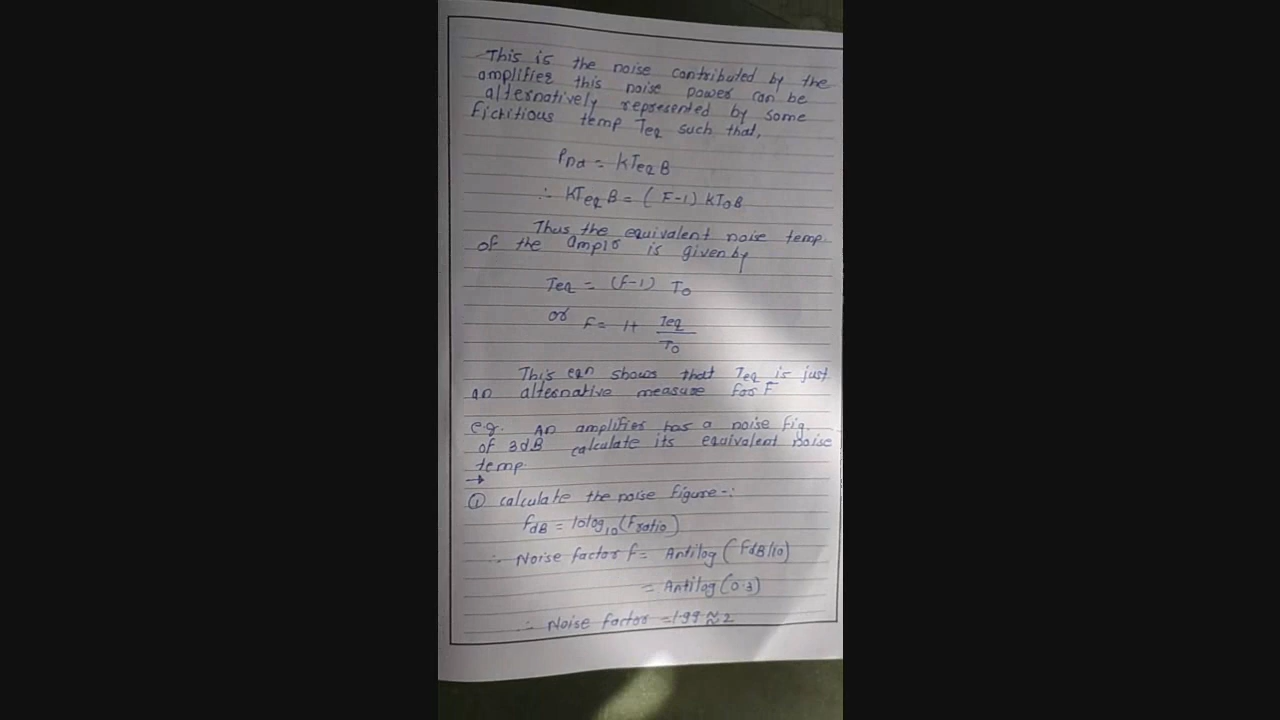 This is the noise contributed by the
amplifier this noise power can be
alternatively represented by some
fictitious temp Teq such that,
Pna = KTeq B
∴ KTeq B = (F-1) KT0B
Thus the equivalent noise temp.
of the ampr is given by
Teq = (F-1) T0
or F = 1+ Teq/T0
This eqn shows that Teq is just
an alternative measure for F
e.g. An amplifier has a noise fig.
of 3dB calculate its equivalent noise
temp.
→
① calculate the noise figure-:
FdB = 10log10 (Fratio)
∴ Noise factor F = Antilog (FdB/10)
= Antilog (0.3)
∴ Noise factor = 1.99 ≈ 2